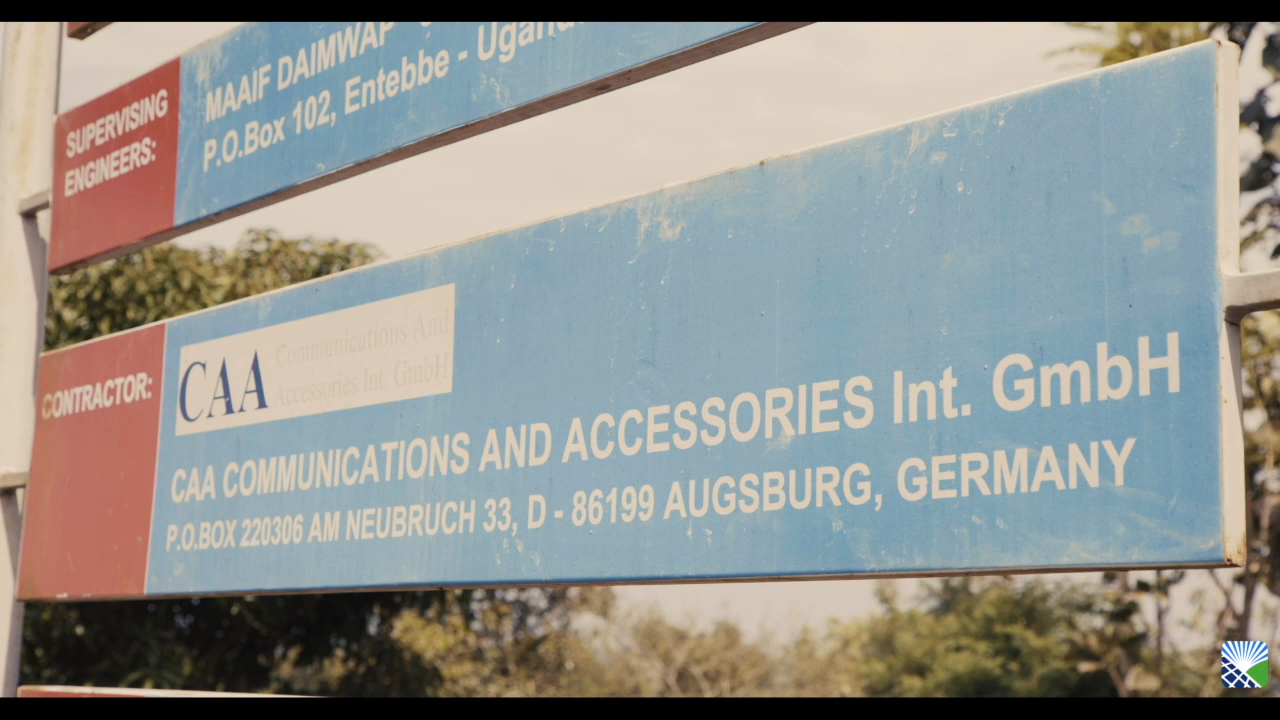 SUPERVISING
ENGINEERS:
MAAIF DAIMWAP
P.O.Box 102, Entebbe - Uganda
CONTRACTOR:
CAA Communications And
Accessories Int. GmbH
CAA COMMUNICATIONS AND ACCESSORIES Int. GmbH
P.O.BOX 220306 AM NEUBRUCH 33, D - 86199 AUGSBURG, GERMANY